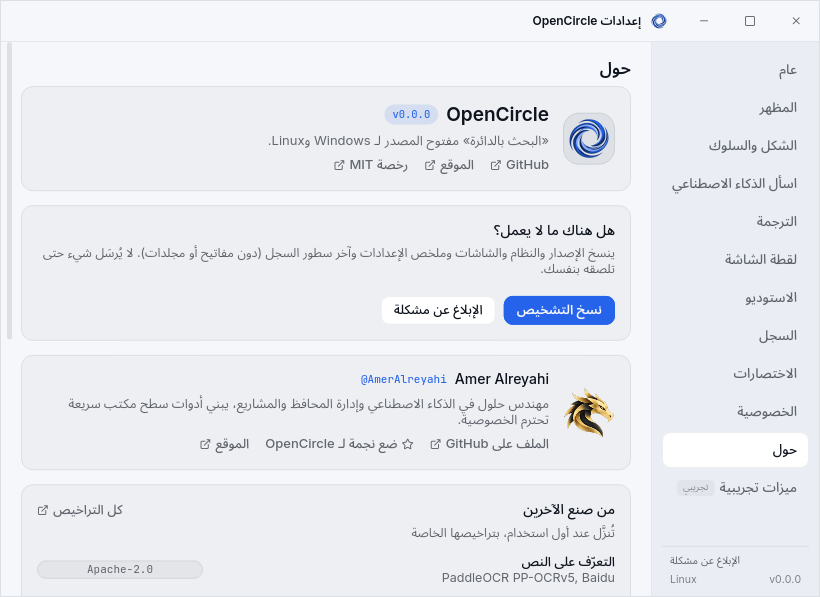 إعدادات OpenCircle
عام
المظهر
الشكل والسلوك
اسأل الذكاء الاصطناعي
الترجمة
لقطة الشاشة
الاستوديو
السجل
الاختصارات
الخصوصية
حول
ميزات تجريبية تجريبي
الإبلاغ عن مشكلة
v0.0.0 Linux
حول
OpenCircle v0.0.0
«البحث بالدائرة» مفتوح المصدر لـ Windows وLinux.
GitHub الموقع رخصة MIT
هل هناك ما لا يعمل؟
ينسخ الإصدار والنظام والشاشات وملخص الإعدادات وآخر سطور السجل (دون مفاتيح أو مجلدات). لا يُرسَل شيء حتى
تلصقه بنفسك.
نسخ التشخيص الإبلاغ عن مشكلة
Amer Alreyahi @AmerAlreyahi
مهندس حلول في الذكاء الاصطناعي وإدارة المحافظ والمشاريع، يبني أدوات سطح مكتب سريعة
تحترم الخصوصية.
الملف على GitHub ضع نجمة لـ OpenCircle الموقع
من صنع الآخرين كل التراخيص
تُنزَّل عند أول استخدام، بتراخيصها الخاصة
التعرّف على النص
PaddleOCR PP-OCRv5, Baidu
Apache-2.0